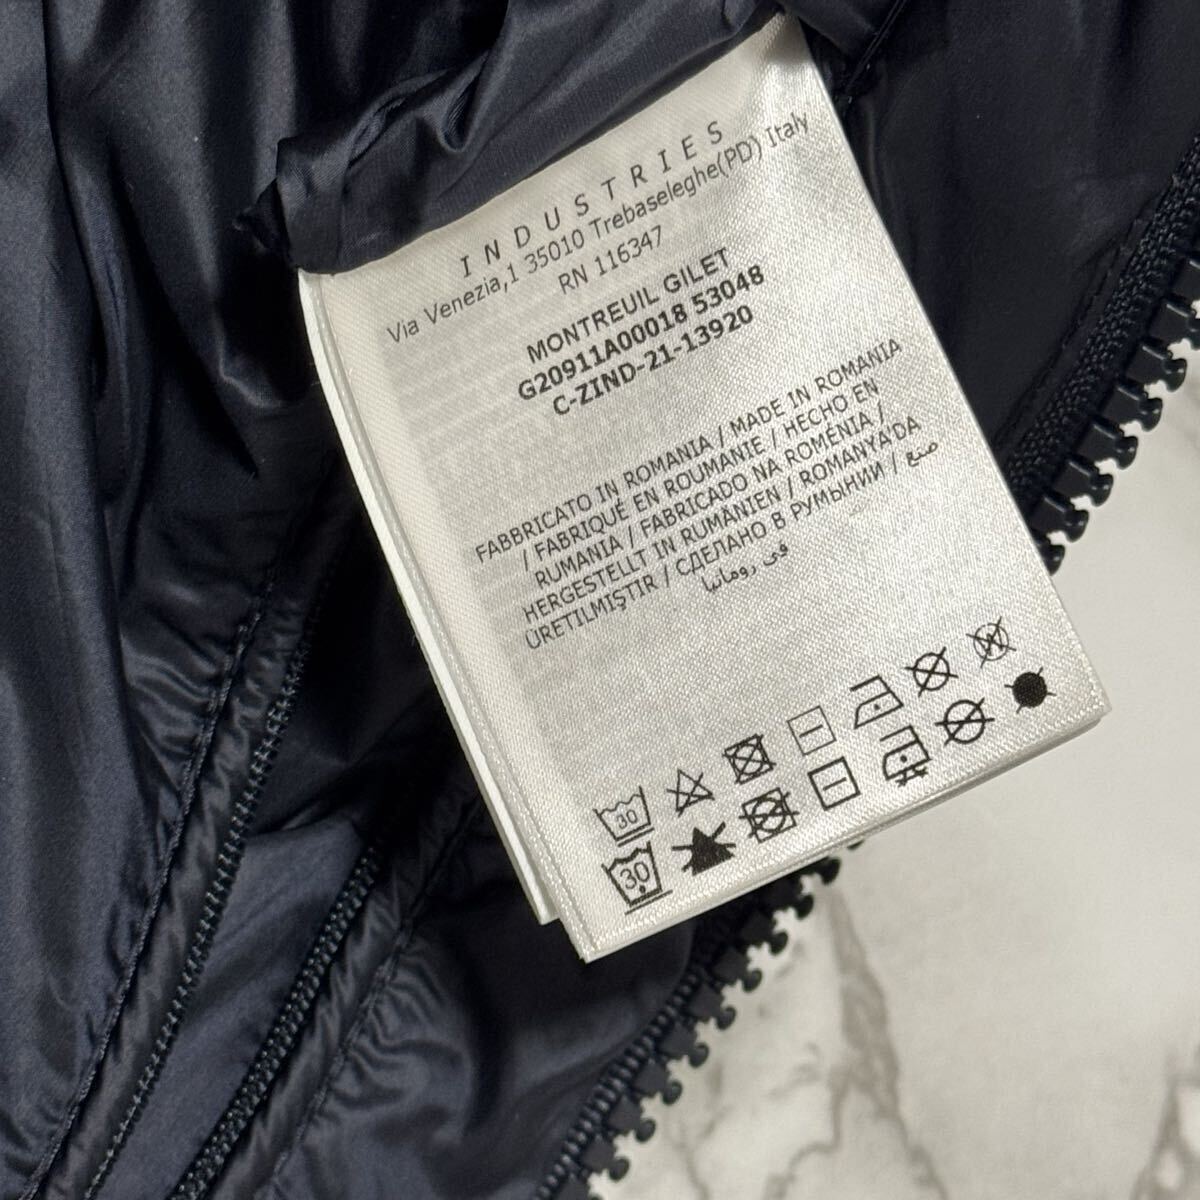 INDUSTRIES
Via Venezia,1 35010 Trebaseleghe(PD) Italy
RN 116347
MONTREUIL GILET
G20911A00018 53048
C-ZIND-21-13920
FABBRICATO IN ROMANIA / MADE IN ROMANIA
/ FABRIQUÉ EN ROUMANIE / HECHO EN
RUMANIA / FABRICADO NA ROMÉNIA /
HERGESTELLT IN RUMÄNIEN / ROMANYA'DA
ÜRETILMIŞTIR / СДЕЛАНО В РУМЫНИИ / صنع
في رومانيا
30
W
30